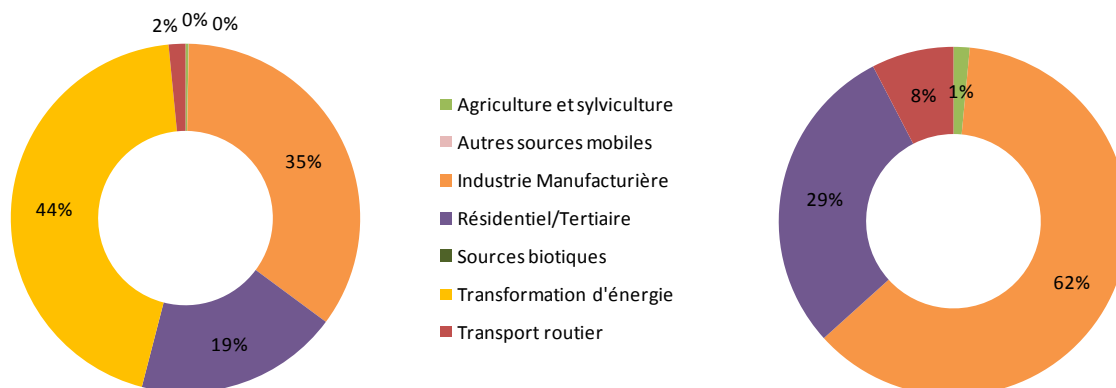 2%
0%
0%
35%
44%
19%
Agriculture et sylviculture
Autres sources mobiles
Industrie Manufacturière
Résidentiel/Tertiaire
Sources biotiques
Transformation d'énergie
Transport routier
8%
1%
29%
62%